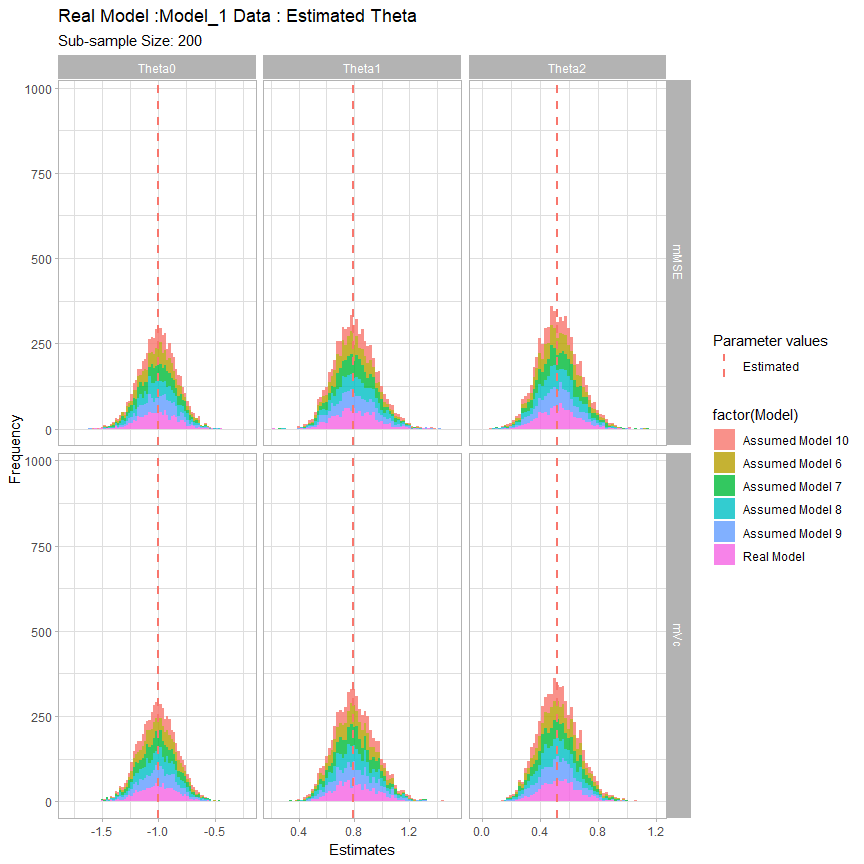 Real Model :Model_1 Data : Estimated Theta
Sub-sample Size: 200
Theta0
Theta1
Theta2
1000
750
500
250
0
mMSE
1000
750
500
250
0
mVc
Frequency
-1.5
-1.0
-0.5
0.4
0.8
1.2
0.0
0.4
0.8
1.2
Estimates
Parameter values
Estimated
factor(Model)
Assumed Model 10
Assumed Model 6
Assumed Model 7
Assumed Model 8
Assumed Model 9
Real Model